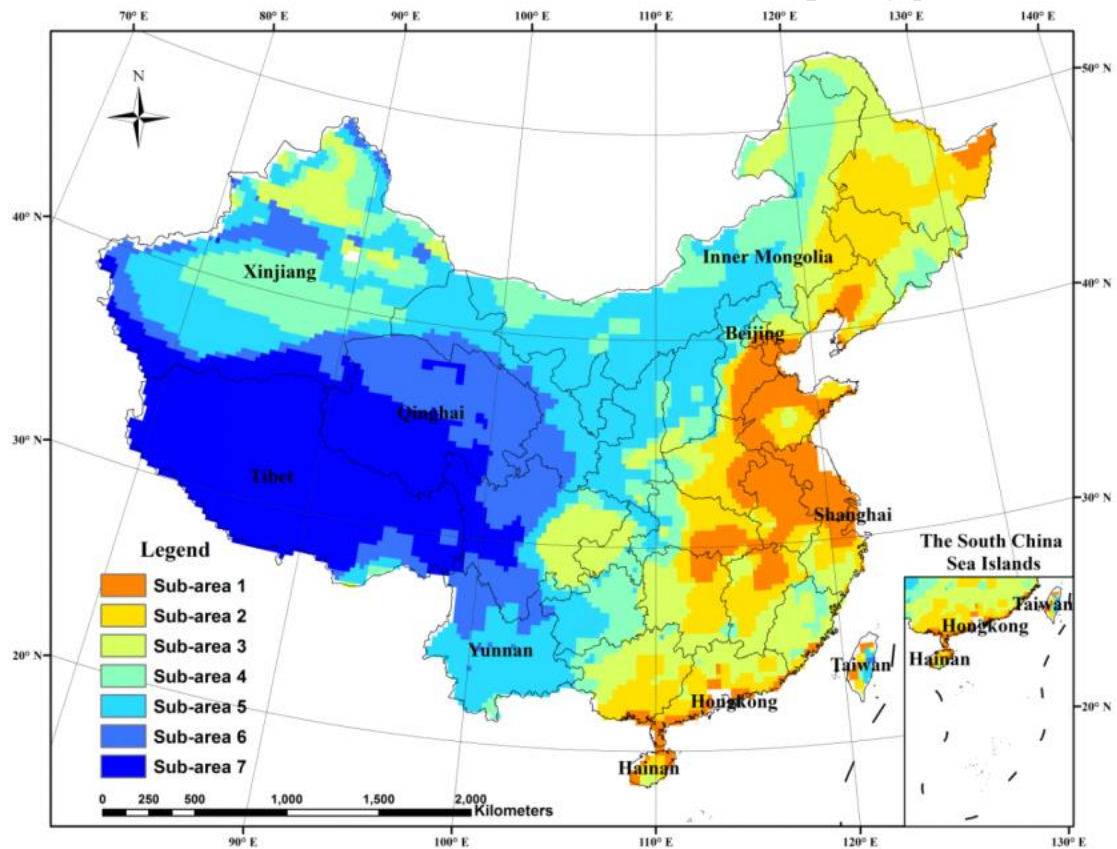 70° E
80° E
90° E
100° E
110° E
120° E
130° E
140° E
N
50° N
40° N
40° N
30° N
30° N
20° N
20° N
Xinjiang
Inner Mongolia
Beijing
Qinghai
Tibet
Shanghai
Yunnan
Taiwan
Hongkong
Hainan
Legend
Sub-area 1
Sub-area 2
Sub-area 3
Sub-area 4
Sub-area 5
Sub-area 6
Sub-area 7
0 250 500 1,000 1,500 2,000
Kilometers
The South China
Sea Islands
Taiwan
Hongkong
Hainan
90° E
100° E
110° E
120° E
130° E